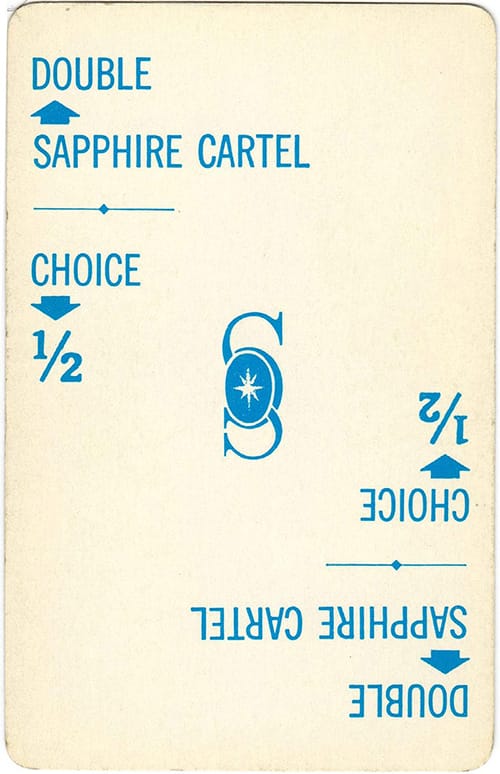 DOUBLE
SAPPHIRE CARTEL
CHOICE
1/2
S
1/2
CHOICE
SAPPHIRE CARTEL
DOUBLE